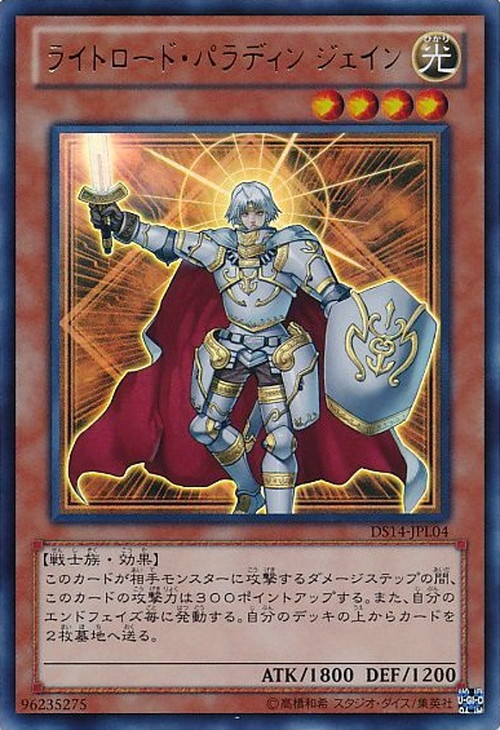 ライトロード・パラディン ジェイン
光
DS14-JPL04
【戦士族・効果】
このカードが相手モンスターに攻撃するダメージステップの間、
このカードの攻撃力は３００ポイントアップする。また、自分の
エンドフェイズ毎に発動する。自分のデッキの上からカードを
２枚墓地へ送る。
ATK/1800 DEF/1200
96235275
©高橋和希 スタジオ・ダイス/集英社